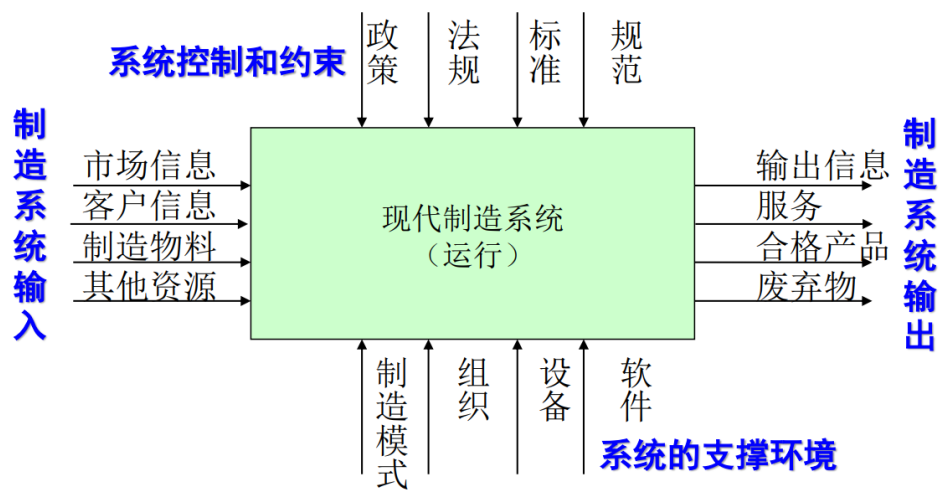 系统控制和约束
政策
法规
标准
规范
制造系统输入
市场信息
客户信息
制造物料
其他资源
现代制造系统
（运行）
输出信息
服务
合格产品
废弃物
制造系统输出
制造模式
组织
设备
软件
系统的支撑环境